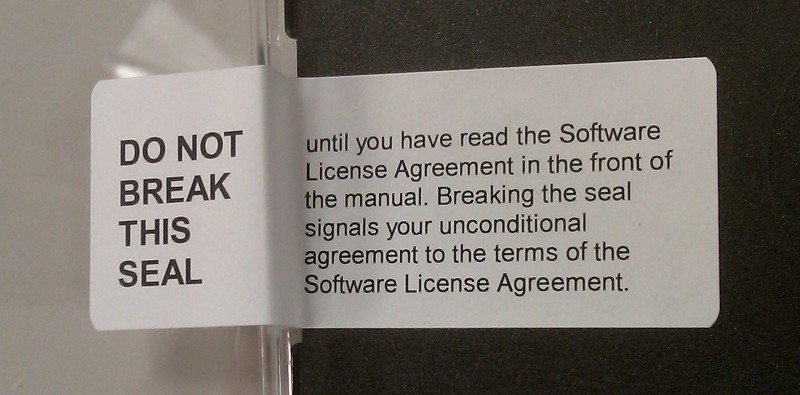 DO NOT
BREAK
THIS
SEAL
until you have read the Software
License Agreement in the front of
the manual. Breaking the seal
signals your unconditional
agreement to the terms of the
Software License Agreement.